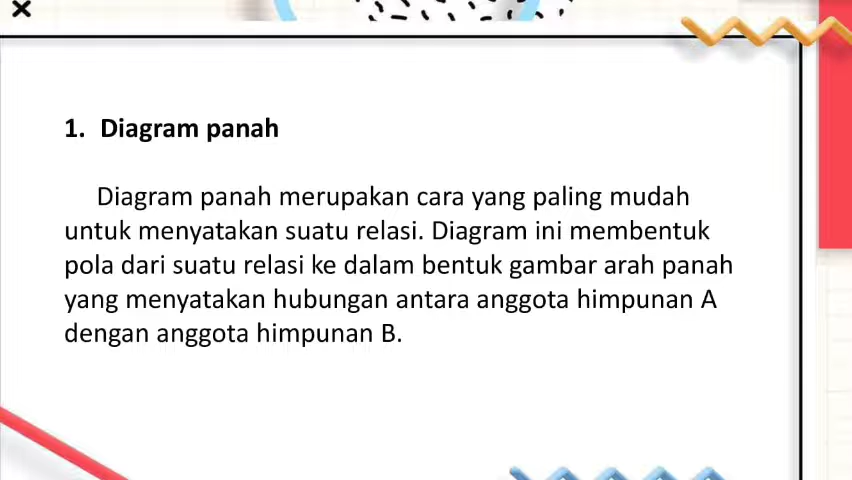 1. Diagram panah
Diagram panah merupakan cara yang paling mudah
untuk menyatakan suatu relasi. Diagram ini membentuk
pola dari suatu relasi ke dalam bentuk gambar arah panah
yang menyatakan hubungan antara anggota himpunan A
dengan anggota himpunan B.